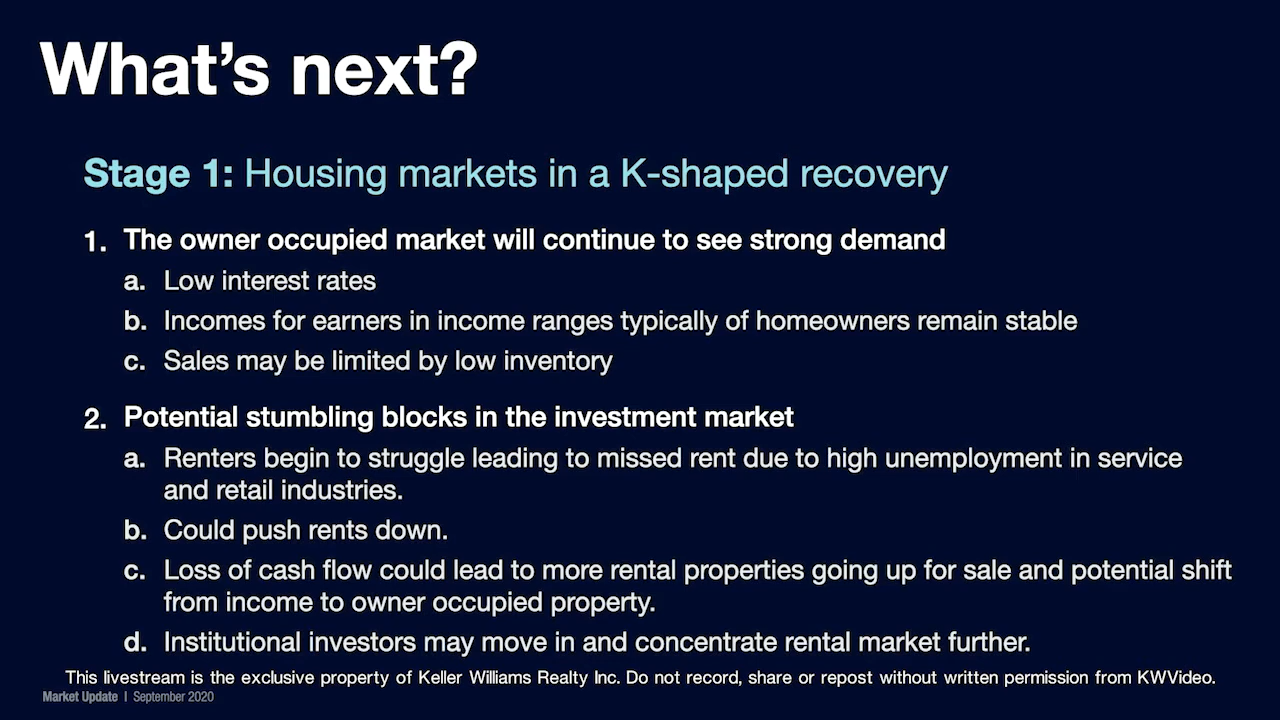 What’s next?
Stage 1: Housing markets in a K-shaped recovery
1. The owner occupied market will continue to see strong demand
a. Low interest rates
b. Incomes for earners in income ranges typically of homeowners remain stable
c. Sales may be limited by low inventory
2. Potential stumbling blocks in the investment market
a. Renters begin to struggle leading to missed rent due to high unemployment in service
and retail industries.
b. Could push rents down.
c. Loss of cash flow could lead to more rental properties going up for sale and potential shift
from income to owner occupied property.
d. Institutional investors may move in and concentrate rental market further.
This livestream is the exclusive property of Keller Williams Realty Inc. Do not record, share or repost without written permission from KWVideo.
Market Update | September 2020